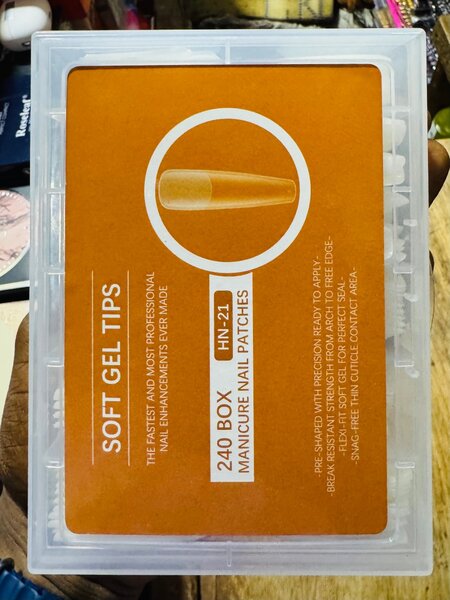 SOFT GEL TIPS
THE FASTEST AND MOST PROFESSIONAL
NAIL ENHANCEMENTS EVER MADE
240 BOX HN-21
MANICURE NAIL PATCHES
-PRE-SHAPED WITH PRECISION READY TO APPLY-
-BREAK RESISTANT STRENGTH FROM ARCH TO FREE EDGE-
-FLEXI-FIT SOFT GEL FOR PERFECT SEAL-
-SNAG-FREE THIN CUTICLE CONTACT AREA-